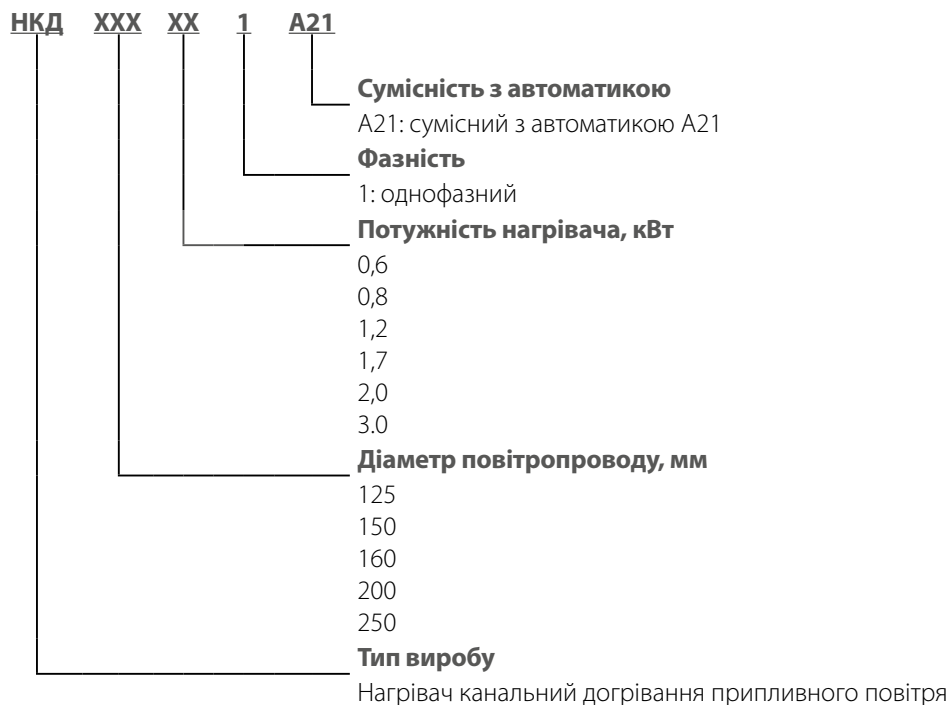 НКД XXX XX 1 А21
Сумісність з автоматикою
А21: сумісний з автоматикою А21
Фазність
1: однофазний
Потужність нагрівача, кВт
0,6
0,8
1,2
1,7
2,0
3.0
Діаметр повітропроводу, мм
125
150
160
200
250
Тип виробу
Нагрівач канальний догрівання припливного повітря